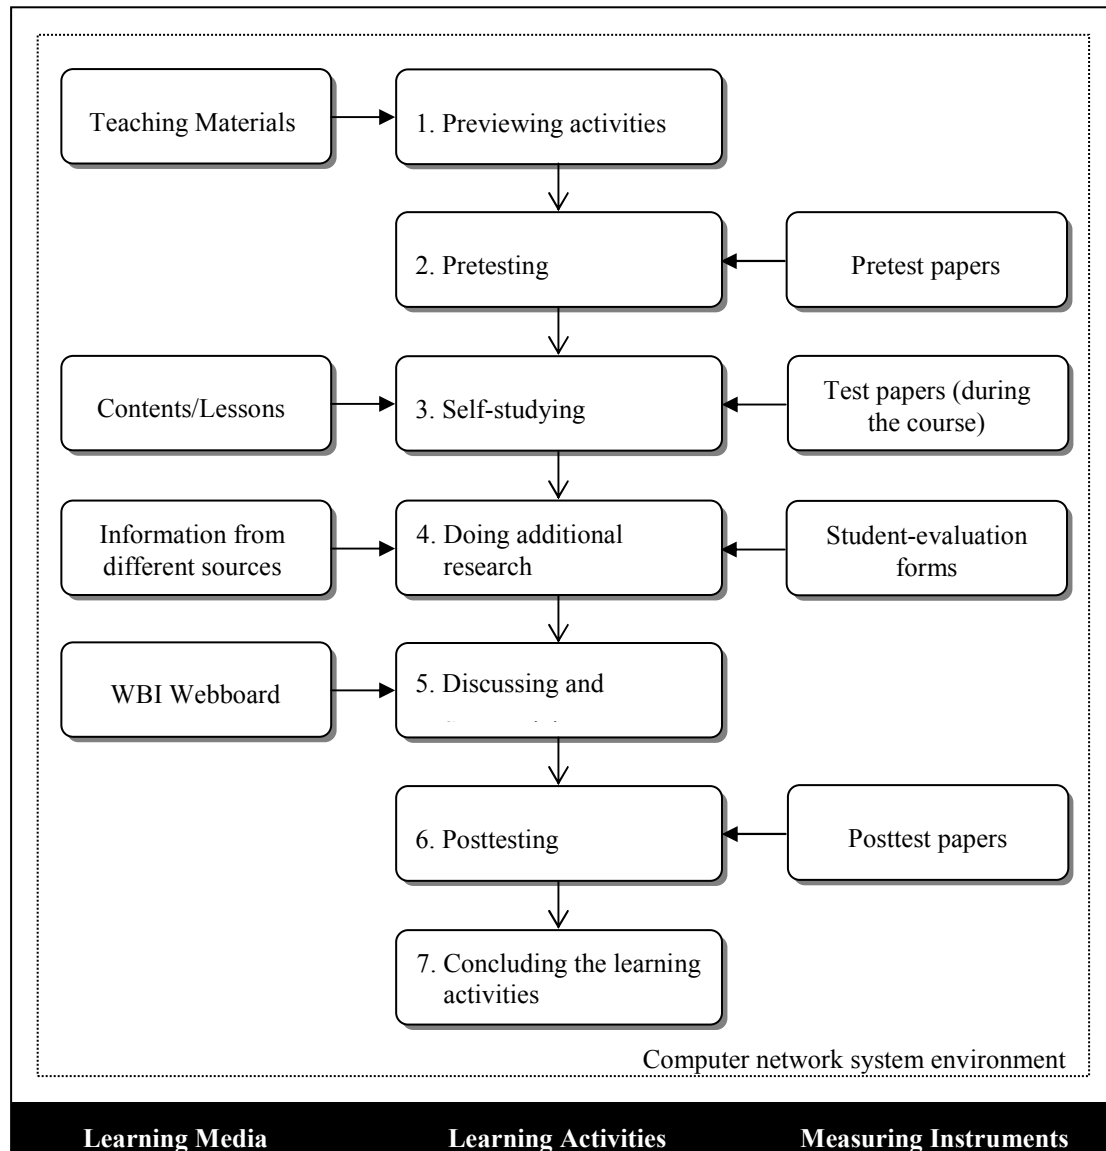 Teaching Materials
1. Previewing activities
2. Pretesting
Pretest papers
Contents/Lessons
3. Self-studying
Test papers (during
the course)
Information from
different sources
4. Doing additional
research
Student-evaluation
forms
WBI Webboard
5. Discussing and
6. Posttesting
Posttest papers
7. Concluding the learning
activities
Computer network system environment
Learning Media
Learning Activities
Measuring Instruments